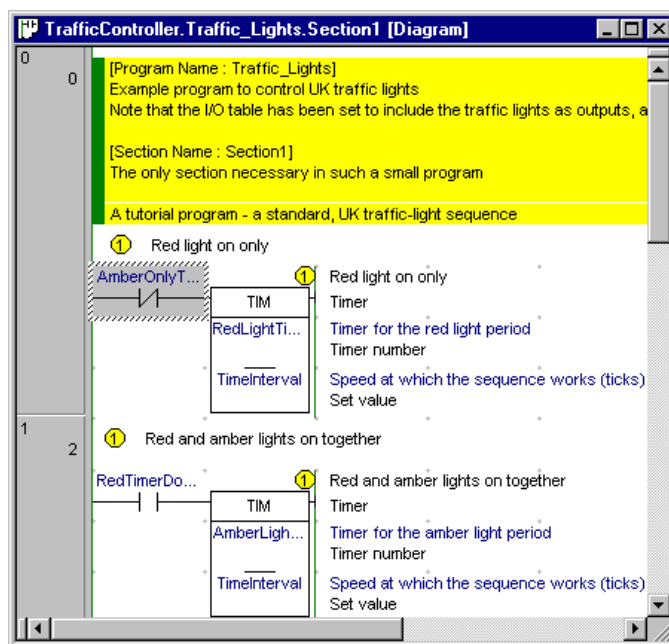 TrafficController.Traffic_Lights.Section1 [Diagram]
0
0
[Program Name : Traffic_Lights]
Example program to control UK traffic lights
Note that the I/O table has been set to include the traffic lights as outputs, a
[Section Name : Section1]
The only section necessary in such a small program
A tutorial program - a standard, UK traffic-light sequence
1 Red light on only
AmberOnlyT...
1 Red light on only
TIM Timer
RedLightTi... Timer for the red light period
Timer number
TimeInterval Speed at which the sequence works (ticks)
Set value
1
2
1 Red and amber lights on together
RedTimerDo...
1 Red and amber lights on together
TIM Timer
AmberLigh... Timer for the amber light period
Timer number
TimeInterval Speed at which the sequence works (ticks)
Set value